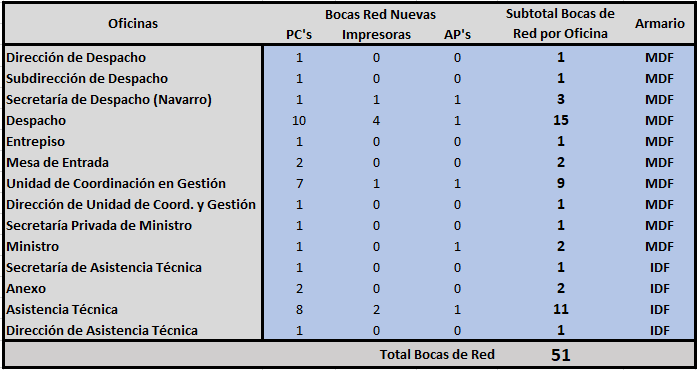 Oficinas Bocas Red Nuevas Subtotal Bocas de Red por Oficina Armario
PC's Impresoras AP's
Dirección de Despacho 1 0 0 1 MDF
Subdirección de Despacho 1 0 0 1 MDF
Secretaría de Despacho (Navarro) 1 1 1 3 MDF
Despacho 10 4 1 15 MDF
Entrepiso 1 0 0 1 MDF
Mesa de Entrada 2 0 0 2 MDF
Unidad de Coordinación en Gestión 7 1 1 9 MDF
Dirección de Unidad de Coord. y Gestión 1 0 0 1 MDF
Secretaría Privada de Ministro 1 0 0 1 MDF
Ministro 1 0 1 2 MDF
Secretaría de Asistencia Técnica 1 0 0 1 IDF
Anexo 2 0 0 2 IDF
Asistencia Técnica 8 2 1 11 IDF
Dirección de Asistencia Técnica 1 0 0 1 IDF
Total Bocas de Red 51